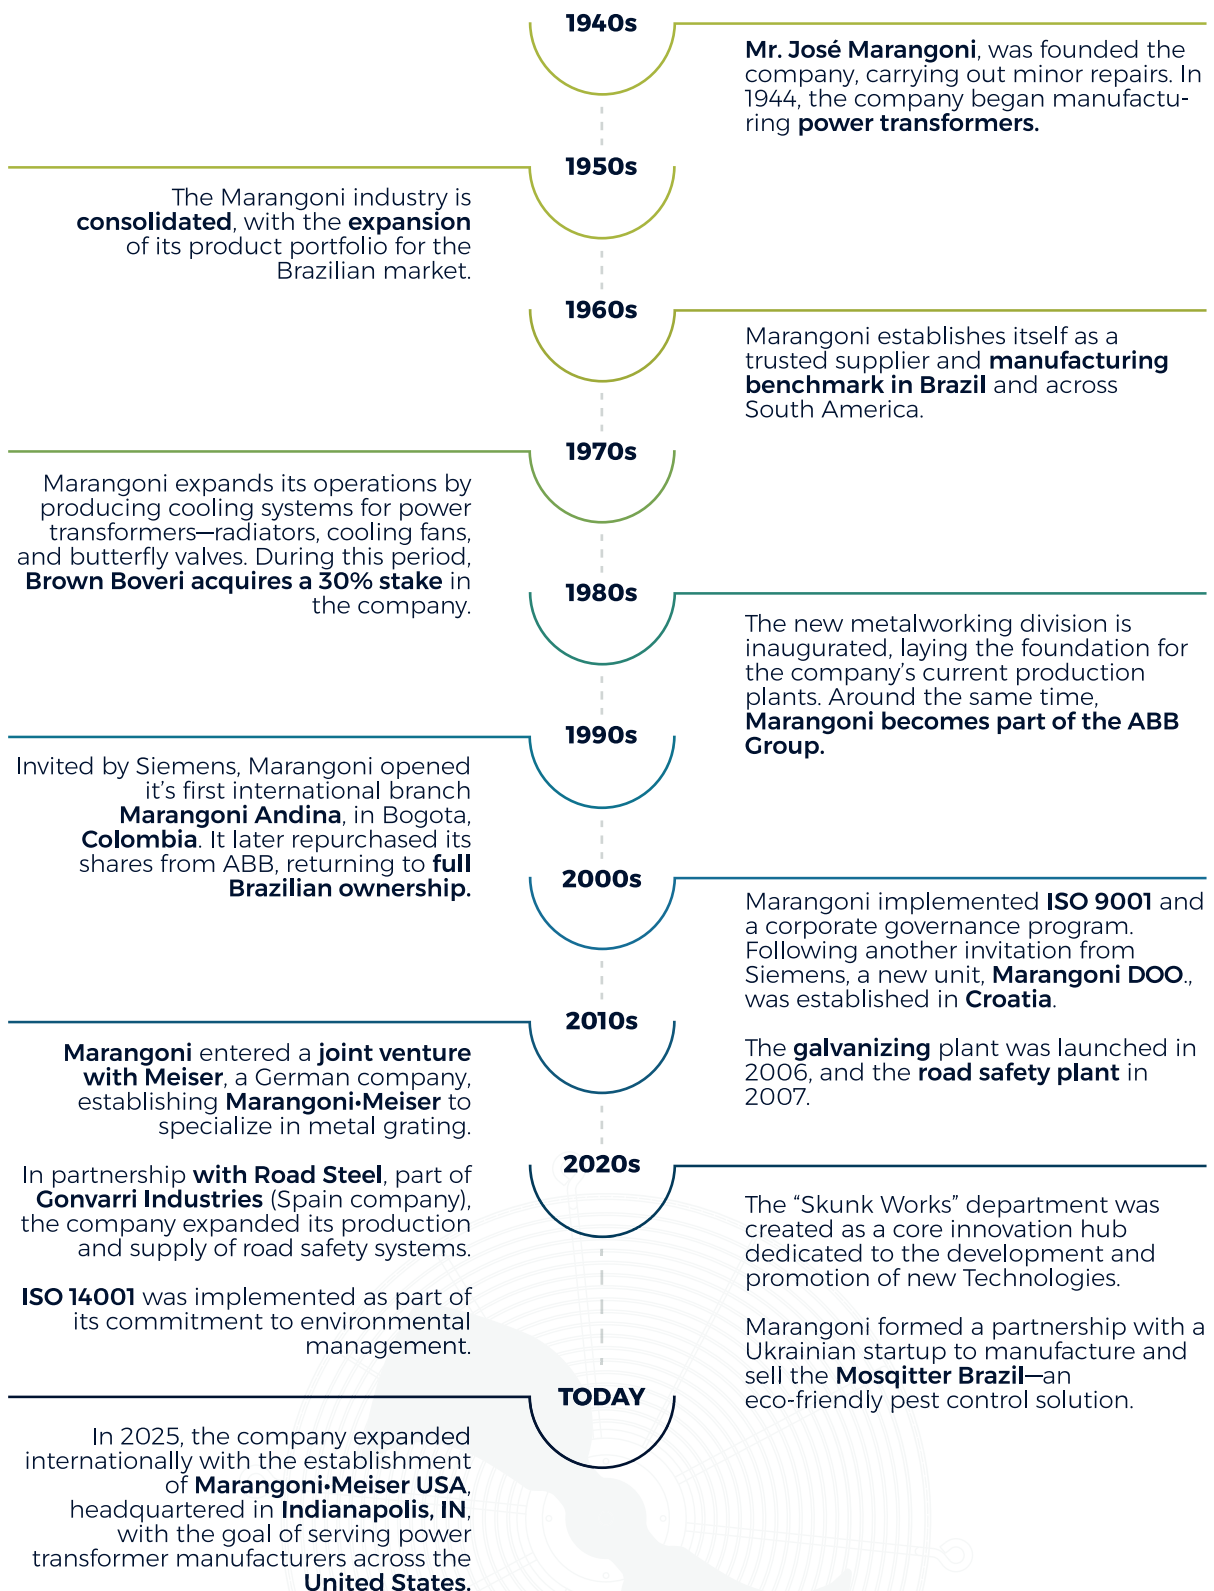 1940s
Mr. José Marangoni, was founded the
company, carrying out minor repairs. In
1944, the company began manufactu-
ring power transformers.
1950s
The Marangoni industry is
consolidated, with the expansion
of its product portfolio for the
Brazilian market.
1960s
Marangoni establishes itself as a
trusted supplier and manufacturing
benchmark in Brazil and across
South America.
1970s
Marangoni expands its operations by
producing cooling systems for power
transformers—radiators, cooling fans,
and butterfly valves. During this period,
Brown Boveri acquires a 30% stake in
the company.
1980s
The new metalworking division is
inaugurated, laying the foundation for
the company's current production
plants. Around the same time,
Marangoni becomes part of the ABB
Group.
1990s
Invited by Siemens, Marangoni opened
it's first international branch
Marangoni Andina, in Bogota,
Colombia. It later repurchased its
shares from ABB, returning to full
Brazilian ownership.
2000s
Marangoni implemented ISO 9001 and
a corporate governance program.
Following another invitation from
Siemens, a new unit, Marangoni DOO.,
was established in Croatia.
The galvanizing plant was launched in
2006, and the road safety plant in
2007.
2010s
Marangoni entered a joint venture
with Meiser, a German company,
establishing Marangoni•Meiser to
specialize in metal grating.
In partnership with Road Steel, part of
Gonvarri Industries (Spain company),
the company expanded its production
and supply of road safety systems.
ISO 14001 was implemented as part of
its commitment to environmental
management.
2020s
The “Skunk Works” department was
created as a core innovation hub
dedicated to the development and
promotion of new Technologies.
Marangoni formed a partnership with a
Ukrainian startup to manufacture and
sell the Mosqitter Brazil—an
eco-friendly pest control solution.
TODAY
In 2025, the company expanded
internationally with the establishment
of Marangoni•Meiser USA,
headquartered in Indianapolis, IN,
with the goal of serving power
transformer manufacturers across the
United States.